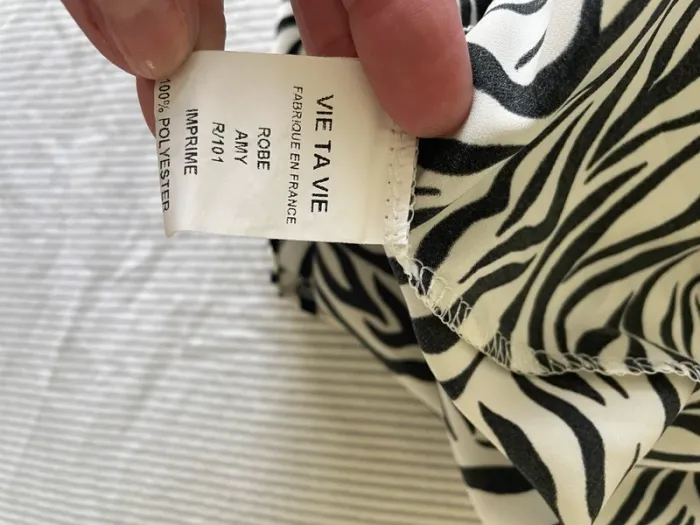 VIE TA VIE
FABRIQUE EN FRANCE
ROBE
AMY
R/101
IMPRIME
100% POLYESTER